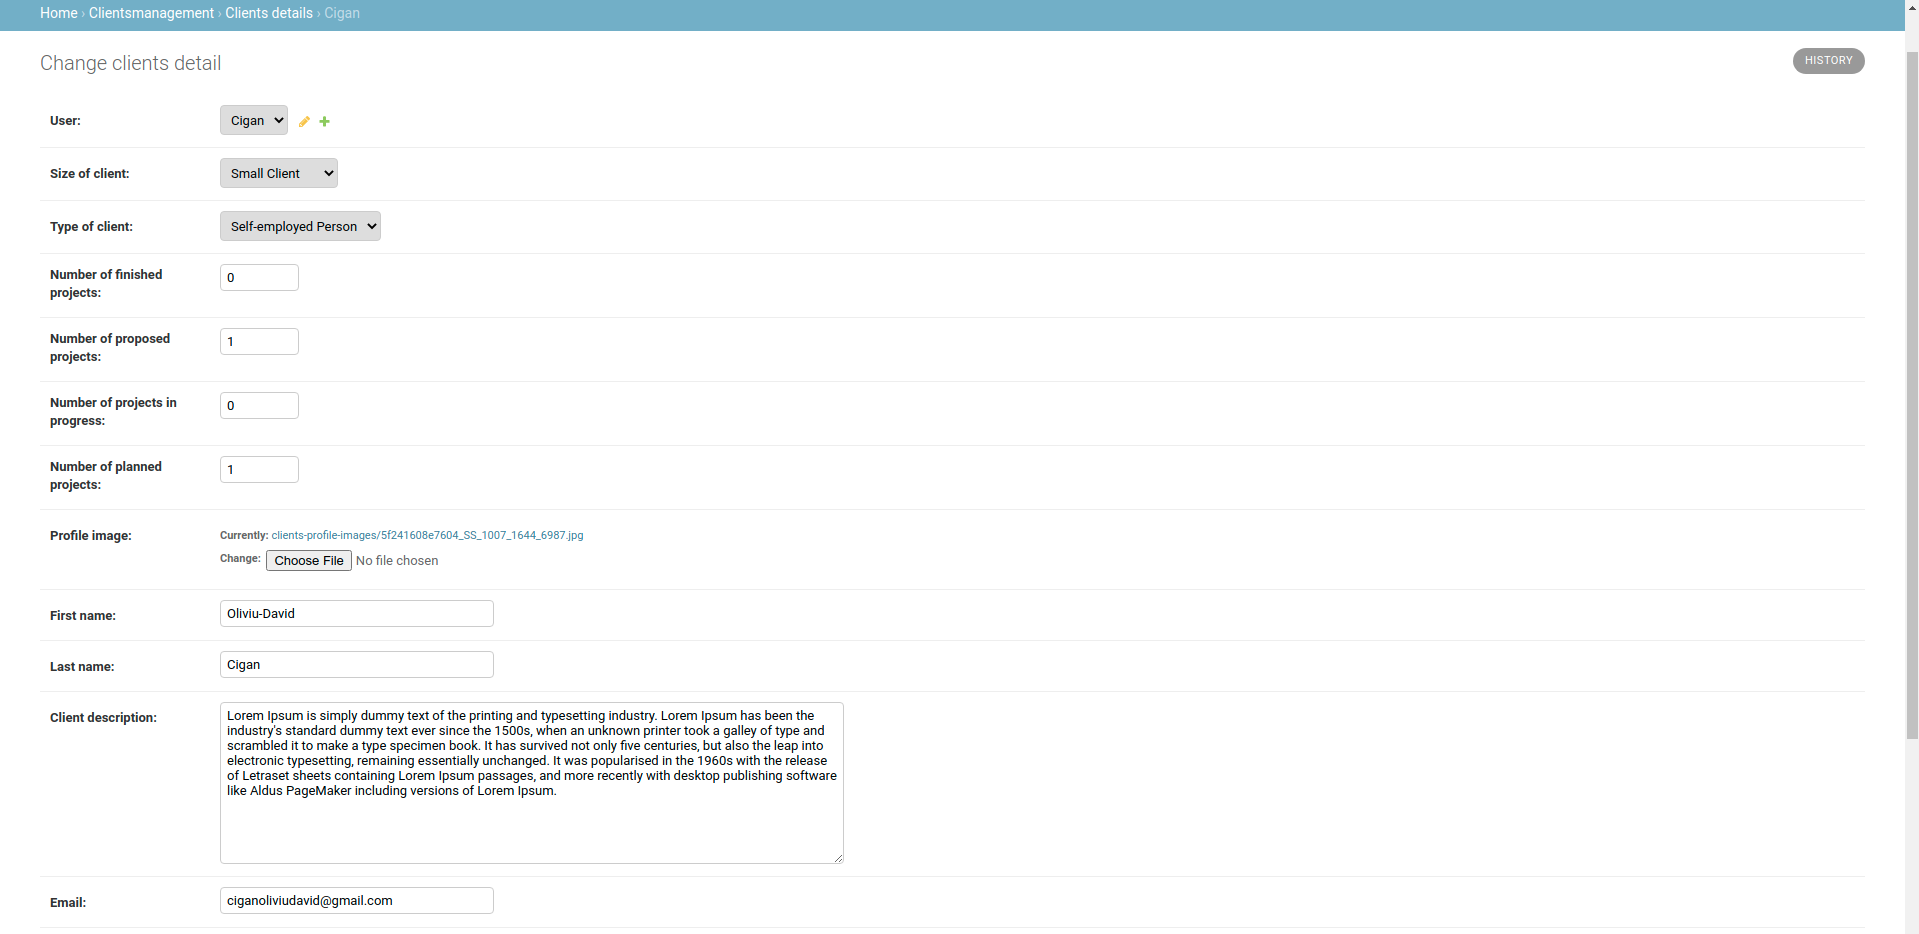 Home › Clientsmanagement › Clients details › Cigan
Change clients detail
HISTORY
User:
Cigan
Size of client:
Small Client
Type of client:
Self-employed Person
Number of finished
projects:
0
Number of proposed
projects:
1
Number of projects in
progress:
0
Number of planned
projects:
1
Profile image:
Currently: clients-profile-images/5f241608e7604_SS_1007_1644_6987.jpg
Change: Choose File No file chosen
First name:
Oliviu-David
Last name:
Cigan
Client description:
Lorem Ipsum is simply dummy text of the printing and typesetting industry. Lorem Ipsum has been the
industry's standard dummy text ever since the 1500s, when an unknown printer took a galley of type and
scrambled it to make a type specimen book. It has survived not only five centuries, but also the leap into
electronic typesetting, remaining essentially unchanged. It was popularised in the 1960s with the release
of Letraset sheets containing Lorem Ipsum passages, and more recently with desktop publishing software
like Aldus PageMaker including versions of Lorem Ipsum.
Email:
ciganoliviudavid@gmail.com